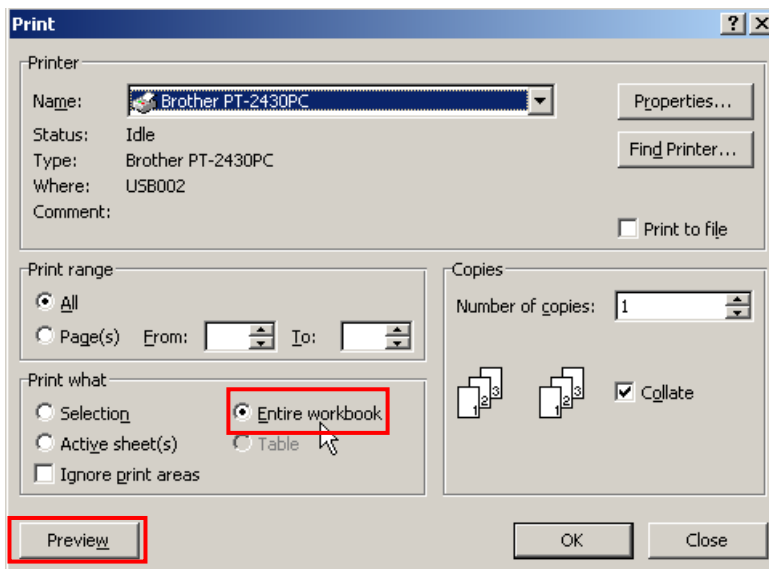 Print
Printer
Name: Brother PT-2430PC Properties...
Status: Idle
Find Printer...
Type: Brother PT-2430PC
Where: USB002
Comment:
Print to file
Print range
All
Page(s) From: To:
Copies
Number of copies: 1
1 2 3 1 2 3 Collate
Print what
Selection Entire workbook
Active sheet(s) Table
Ignore print areas
Preview OK Close